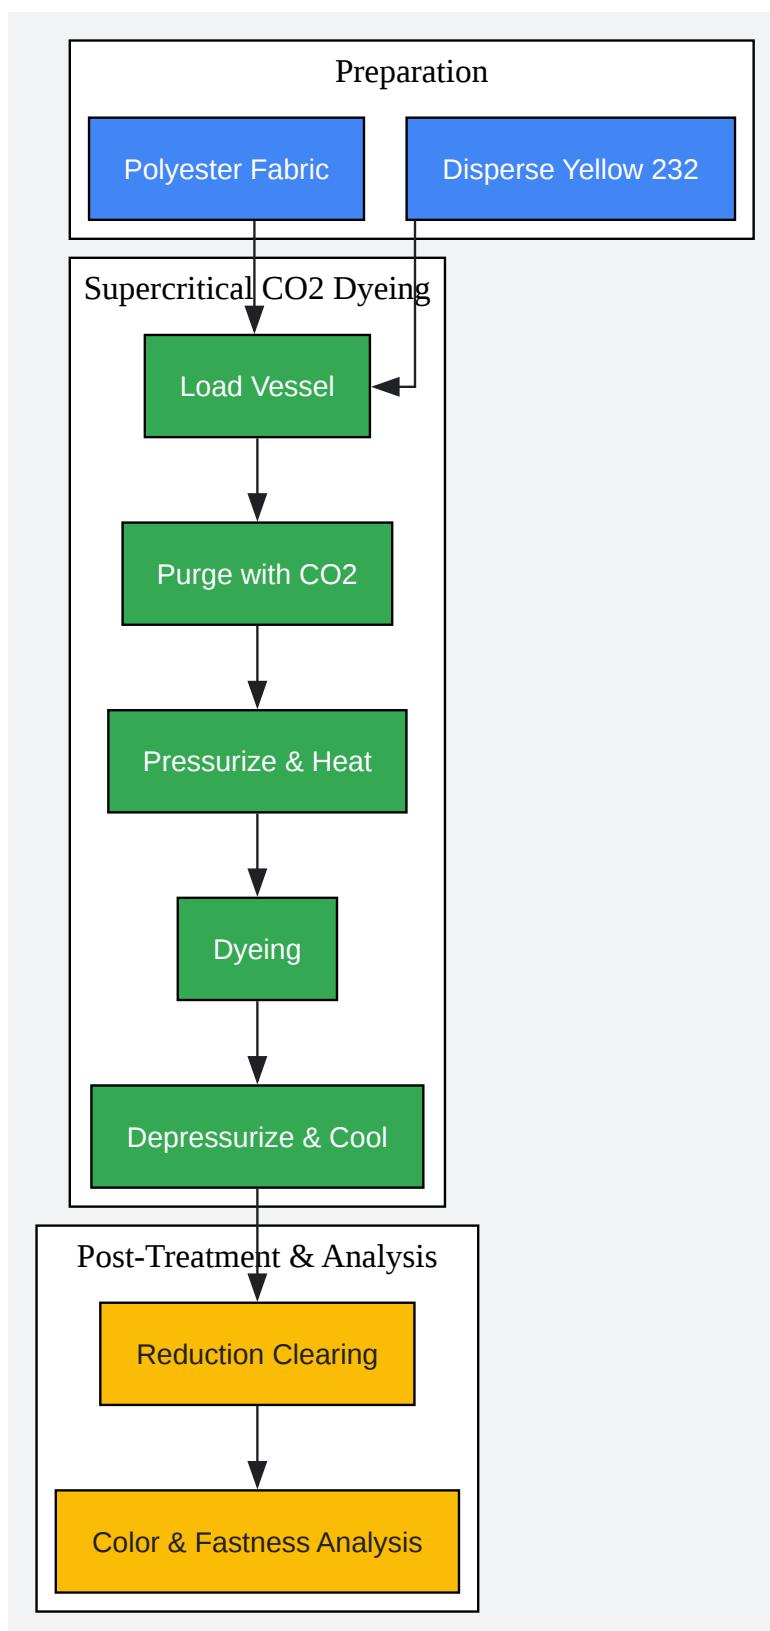 Preparation
Polyester Fabric
Disperse Yellow 232
Supercritical CO2 Dyeing
Load Vessel
Purge with CO2
Pressurize & Heat
Dyeing
Depressurize & Cool
Post-Treatment & Analysis
Reduction Clearing
Color & Fastness Analysis